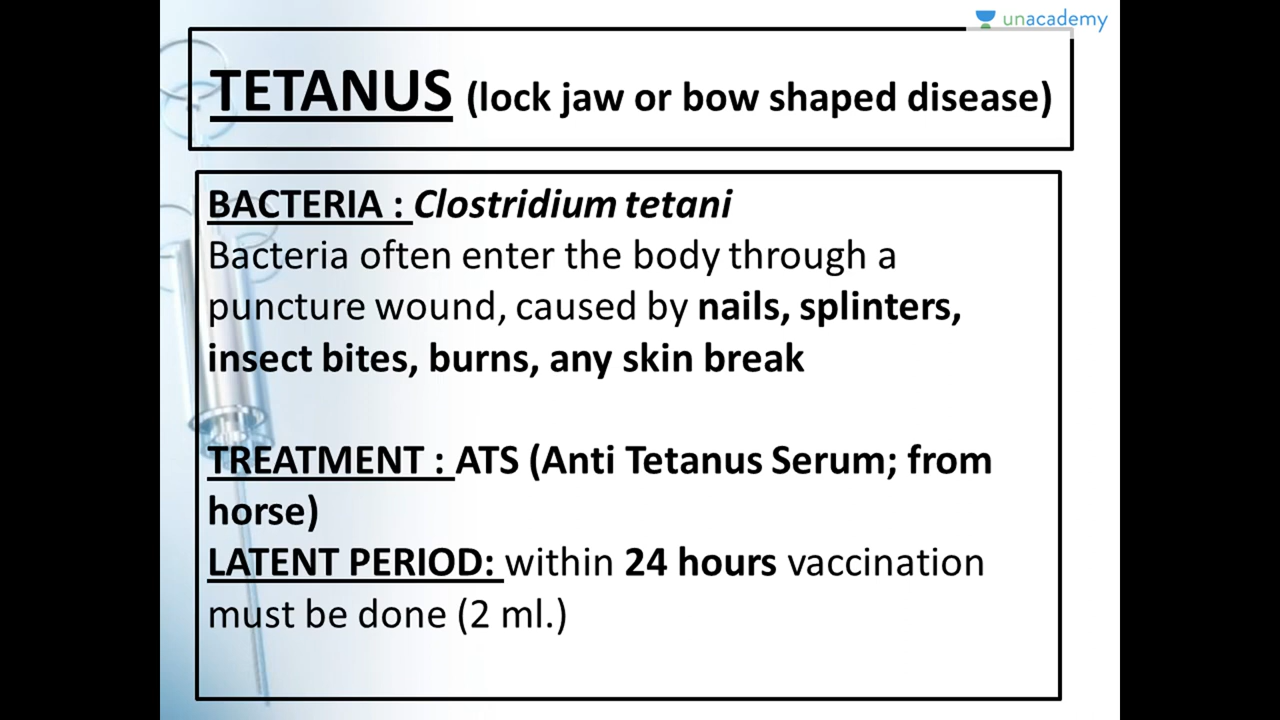 unacademy
TETANUS (lock jaw or bow shaped disease)
BACTERIA : Clostridium tetani
Bacteria often enter the body through a
puncture wound, caused by nails, splinters,
insect bites, burns, any skin break
TREATMENT : ATS (Anti Tetanus Serum; from
horse)
LATENT PERIOD: within 24 hours vaccination
must be done (2 ml.)